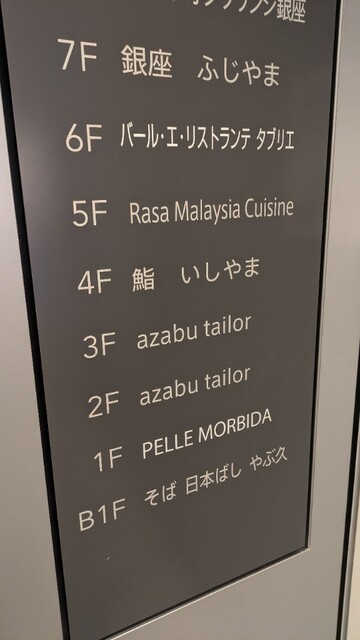 銀座
7F 銀座 ふじやま
6F バール・エ・リストランテ タブリエ
5F Rasa Malaysia Cuisine
4F 鮨 いしやま
3F azabu tailor
2F azabu tailor
1F PELLE MORBIDA
B1F そば 日本ばし やぶ久